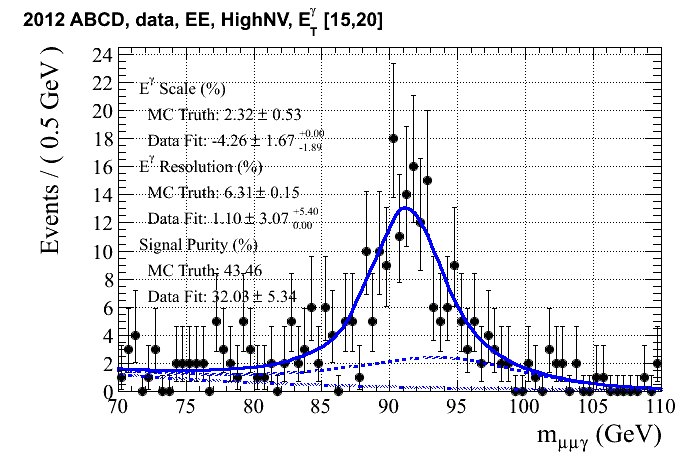 2012 ABCD, data, EE, HighNV, E_T^γ [15,20]
Events / ( 0.5 GeV )
24
22
20
18
16
14
12
10
8
6
4
2
0
E^γ Scale (%)
MC Truth: 2.32 ± 0.53
Data Fit: -4.26 ± 1.67 +0.00 -1.89
E^γ Resolution (%)
MC Truth: 6.31 ± 0.15
Data Fit: 1.10 ± 3.07 +5.40 0.00
Signal Purity (%)
MC Truth: 43.46
Data Fit: 32.03 ± 5.34
70 75 80 85 90 95 100 105 110
m_μμγ (GeV)